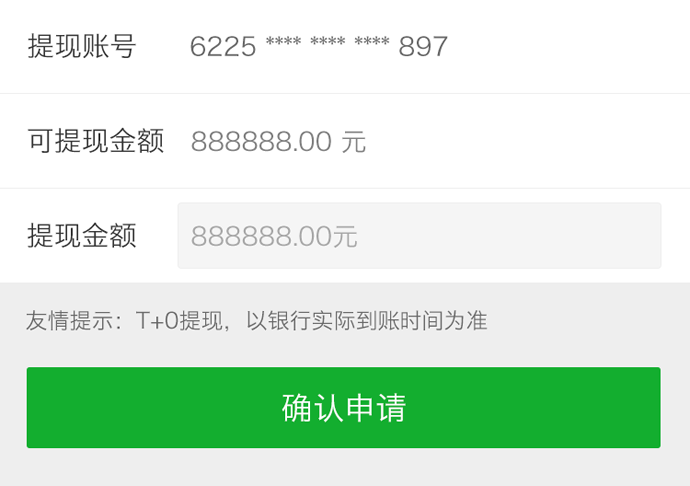 提现账号 6225 **** **** **** 897
可提现金额 888888.00 元
提现金额 888888.00元
友情提示：T+0提现，以银行实际到账时间为准
确认申请